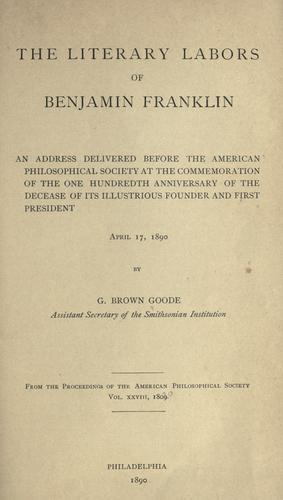 THE LITERARY LABORS
OF
BENJAMIN FRANKLIN
AN ADDRESS DELIVERED BEFORE THE AMERICAN
PHILOSOPHICAL SOCIETY AT THE COMMEMORATION
OF THE ONE HUNDREDTH ANNIVERSARY OF THE
DECEASE OF ITS ILLUSTRIOUS FOUNDER AND FIRST
PRESIDENT
APRIL 17, 1890
BY
G. BROWN GOODE
Assistant Secretary of the Smithsonian Institution
FROM THE PROCEEDINGS OF THE AMERICAN PHILOSOPHICAL SOCIETY
VOL. XXVIII,
PHILADELPHIA
1890